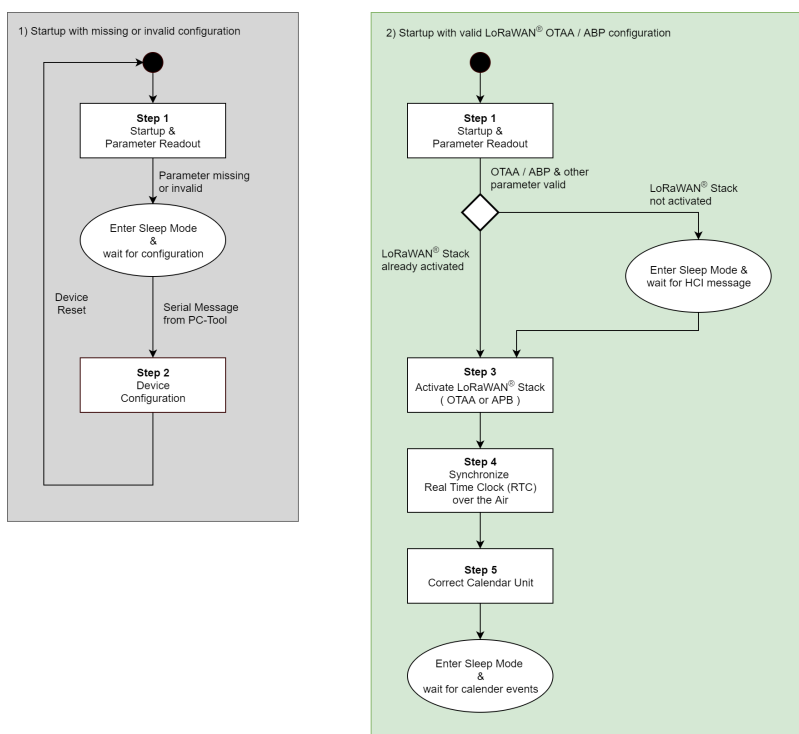 1) Startup with missing or invalid configuration
Step 1
Startup &
Parameter Readout
Parameter missing
or invalid
Enter Sleep Mode
&
wait for configuration
Device
Reset
Serial Message
from PC-Tool
Step 2
Device
Configuration
2) Startup with valid LoRaWAN® OTAA / ABP configuration
Step 1
Startup &
Parameter Readout
OTAA / ABP & other
parameter valid
LoRaWAN® Stack
not activated
LoRaWAN® Stack
already activated
Enter Sleep Mode &
wait for HCI message
Step 3
Activate LoRaWAN® Stack
( OTAA or APB )
Step 4
Synchronize
Real Time Clock (RTC)
over the Air
Step 5
Correct Calendar Unit
Enter Sleep Mode
&
wait for calender events